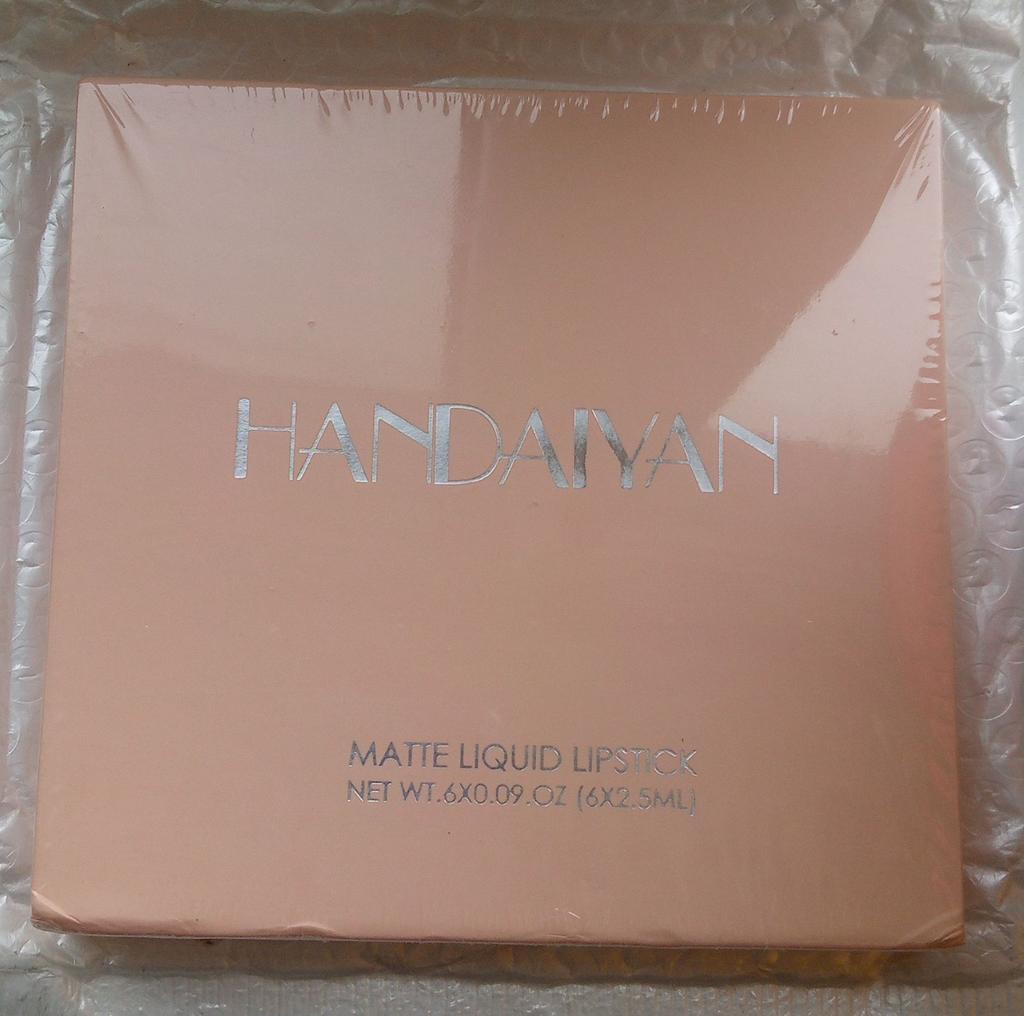 HANDAIYAN
MATTE LIQUID LIPSTICK
NET WT.6X0.09.OZ (6X2.5ML)